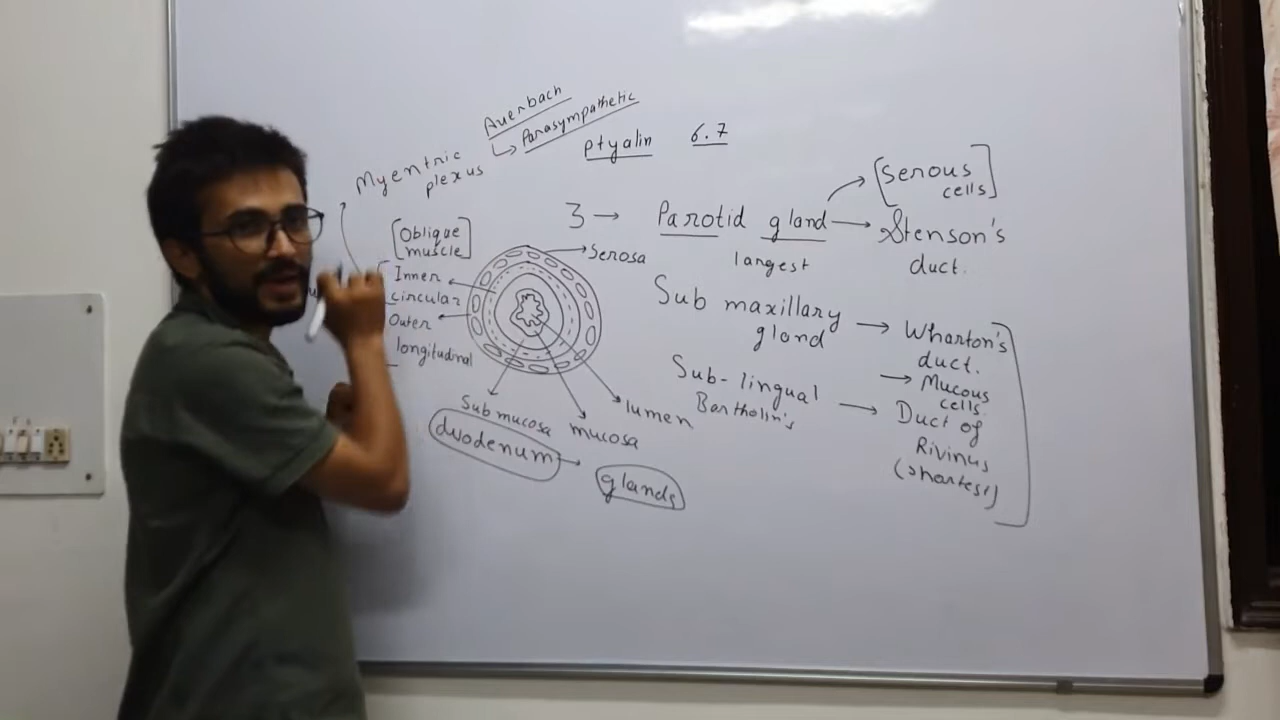 Auerbach
Parasympathetic
Ptyalin 6.7
Myentric
plexus
3 → Parotid gland
largest
[Serous
cells]
Stenson's
duct.
[Oblique
muscle]
Inner
circular
Outer
longitudinal
Serosa
Sub mucosa
mucosa
lumen
duodenum → glands
Sub maxillary
gland
Wharton's
duct.
→ Mucous
cells.
Sub-lingual
Bartholin's
Duct of
Rivinus
(shortest)